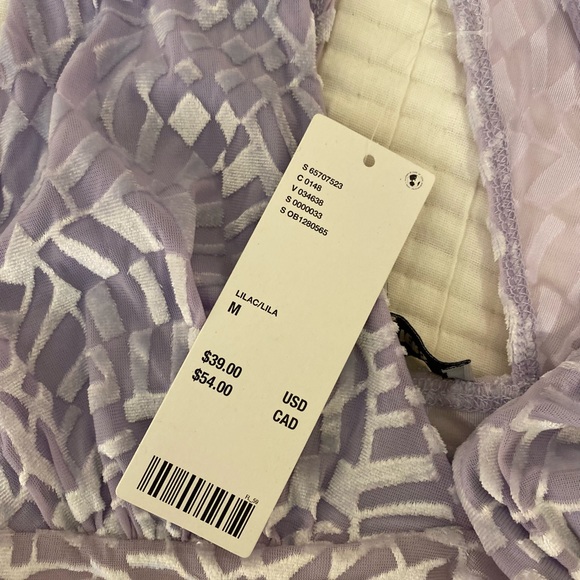 S 65707523
C 0148
V 034638
S 0000033
S OB1280565
LILAC/LILA
M
$39.00 USD
$54.00 CAD